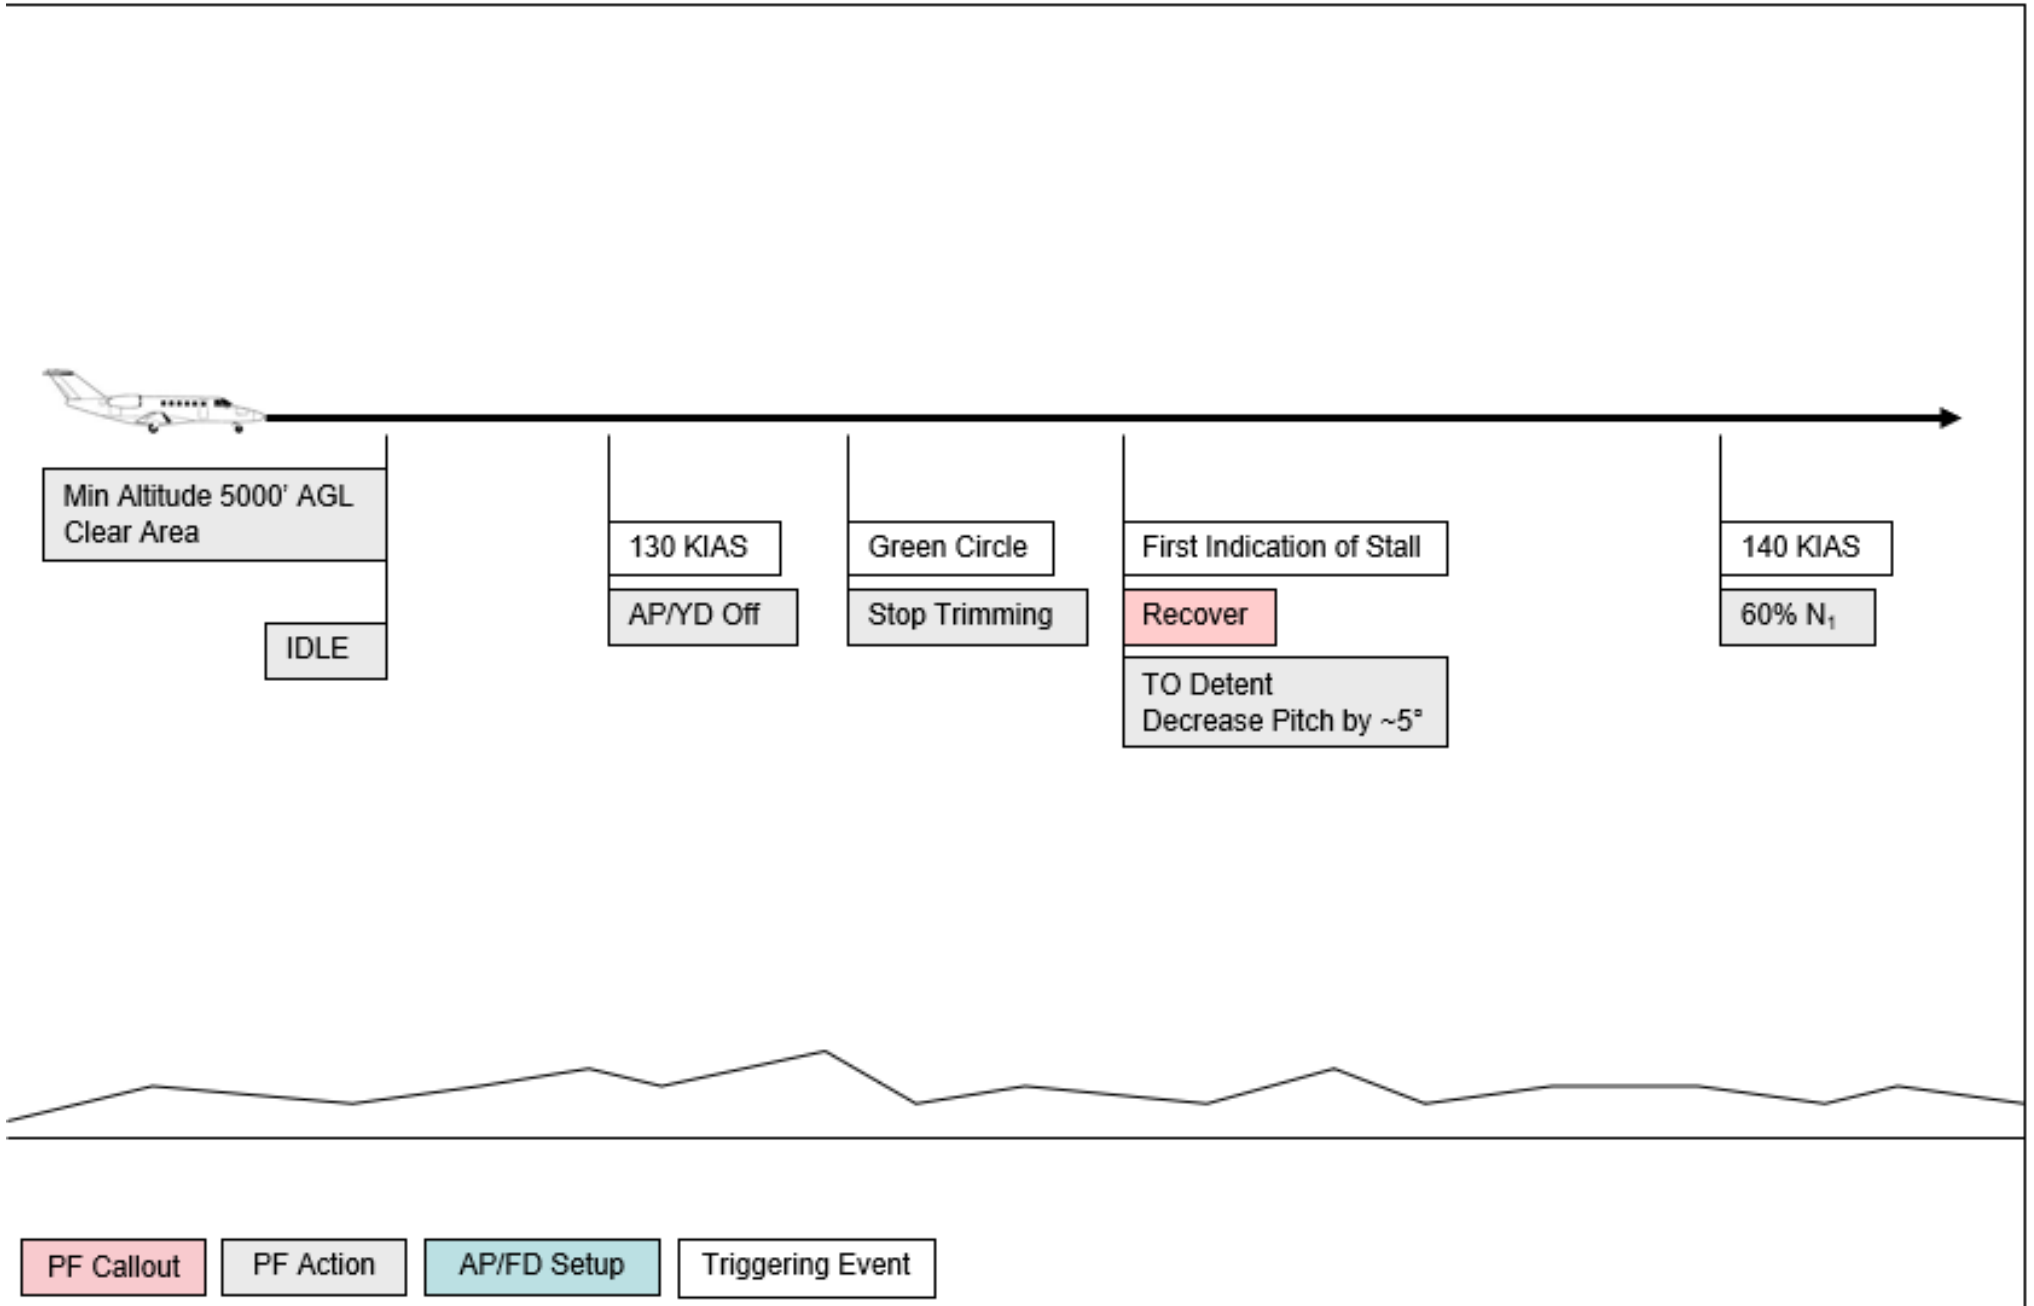 Min Altitude 5000’ AGL
Clear Area
IDLE
130 KIAS
AP/YD Off
Green Circle
Stop Trimming
First Indication of Stall
Recover
TO Detent
Decrease Pitch by ~5°
140 KIAS
60% N₁
PF Callout
PF Action
AP/FD Setup
Triggering Event